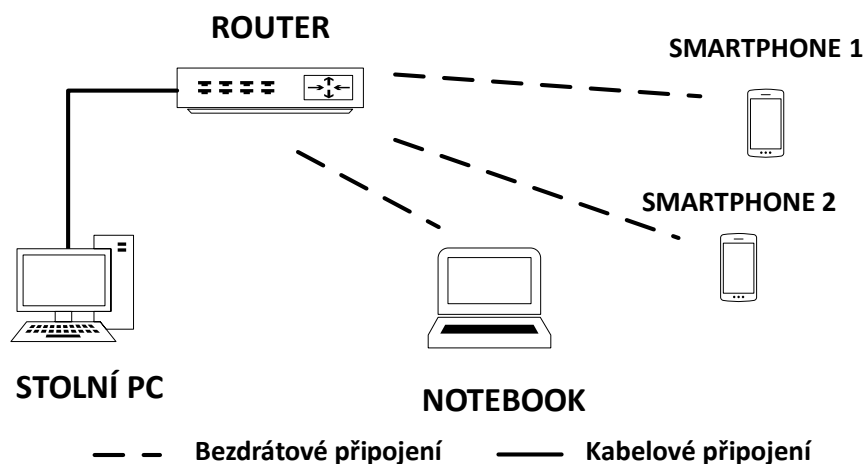 ROUTER
SMARTPHONE 1
SMARTPHONE 2
STOLNÍ PC
NOTEBOOK
Bezdrátové připojení
Kabelové připojení